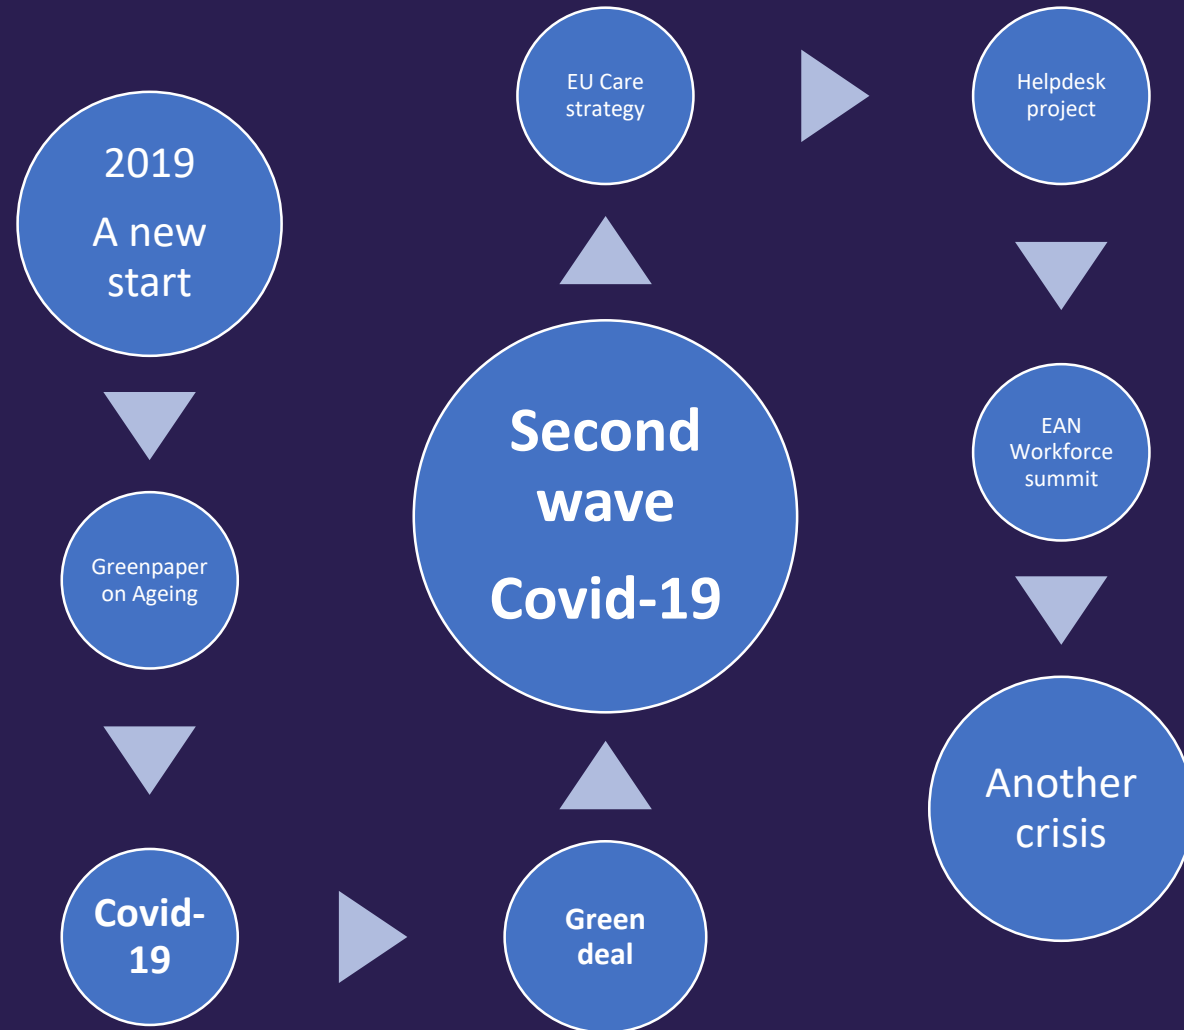 2019
A new
start
Greenpaper
on Ageing
Covid-
19
Green
deal
Second
wave
Covid-19
EU Care
strategy
Helpdesk
project
EAN
Workforce
summit
Another
crisis